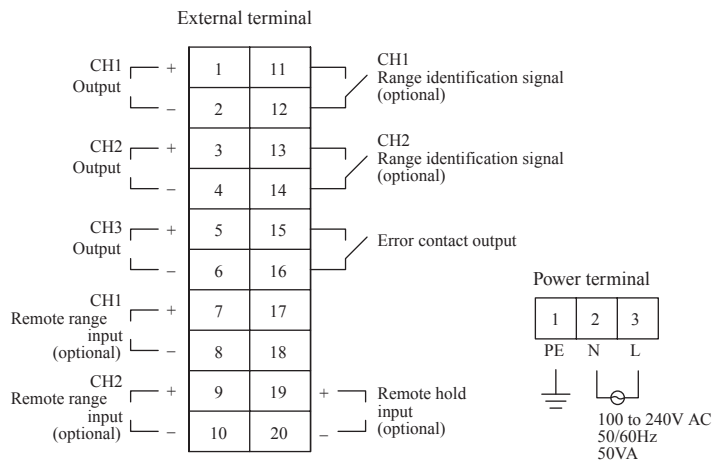 External terminal
CH1
Output
+
−
1
11
2
12
CH1
Range identification signal
(optional)
CH2
Output
+
−
3
13
4
14
CH2
Range identification signal
(optional)
CH3
Output
+
−
5
15
6
16
Error contact output
CH1
Remote range
input
(optional)
+
−
7
17
8
18
CH2
Remote range
input
(optional)
+
−
9
19
10
20
+
−
Remote hold
input
(optional)
Power terminal
1
2
3
PE
N
L
100 to 240V AC
50/60Hz
50VA